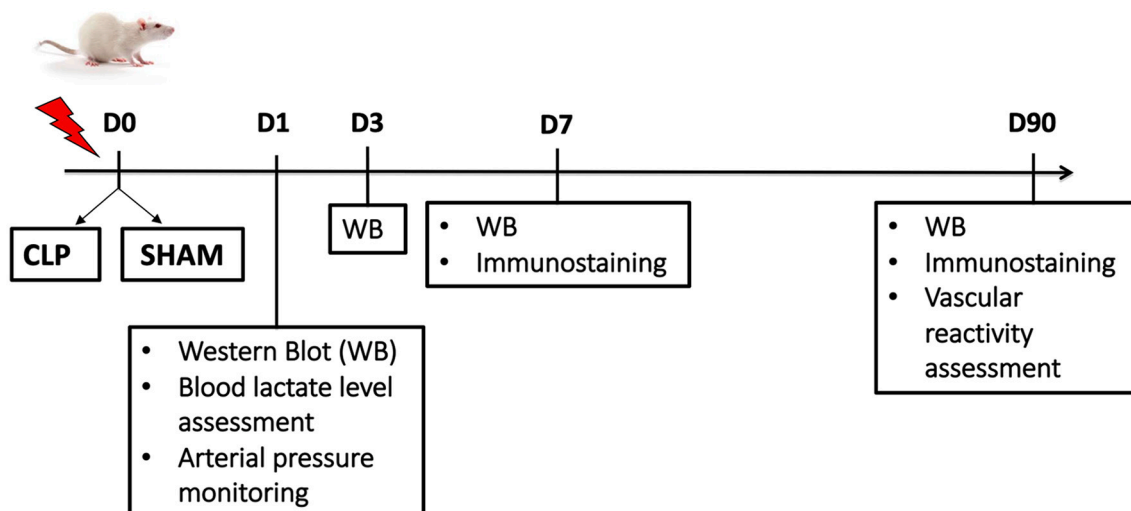 D0
D1
D3
D7
D90
CLP
SHAM
• Western Blot (WB)
• Blood lactate level
assessment
• Arterial pressure
monitoring
WB
• WB
• Immunostaining
• WB
• Immunostaining
• Vascular
reactivity
assessment